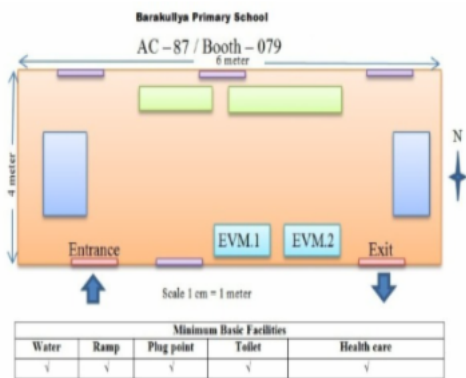 Barakuliya Primary School
AC – 87 / Booth – 079
6 meter
4 meter
N
EVM.1 EVM.2
Entrance Exit
Scale 1 cm = 1 meter
Minimum Basic Facilities
Water Ramp Plug point Toilet Health care
√ √ √ √ √